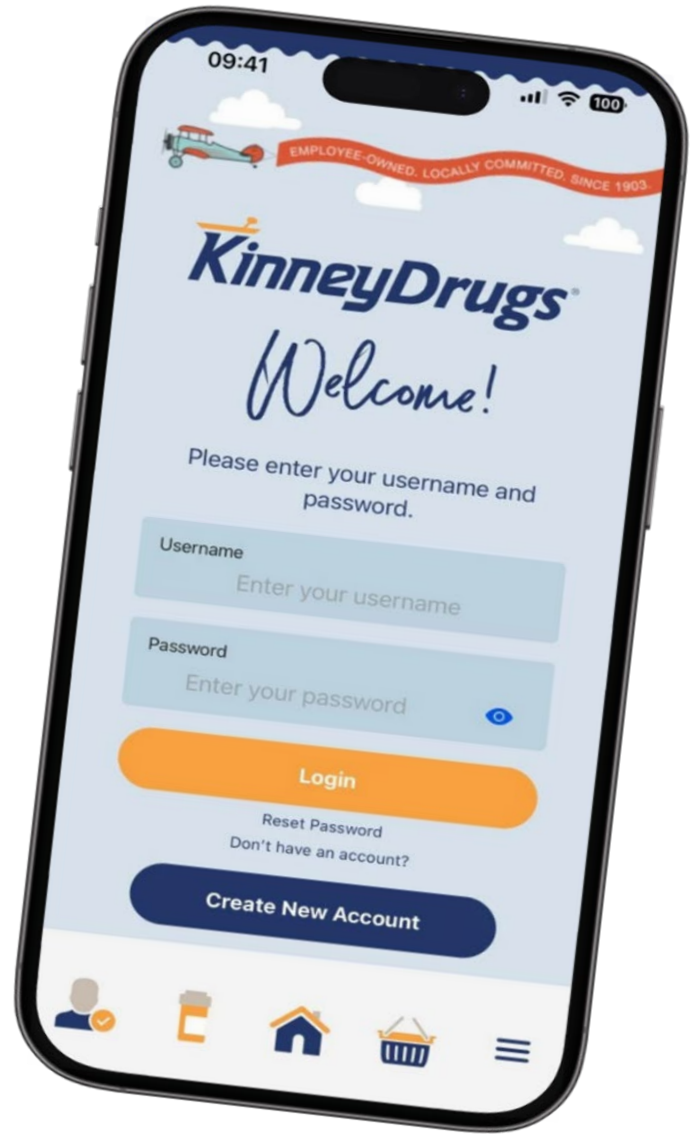 09:41
100
EMPLOYEE-OWNED. LOCALLY COMMITTED. SINCE 1903.
KinneyDrugs®
Welcome!
Please enter your username and
password.
Username
Enter your username
Password
Enter your password
Login
Reset Password
Don't have an account?
Create New Account